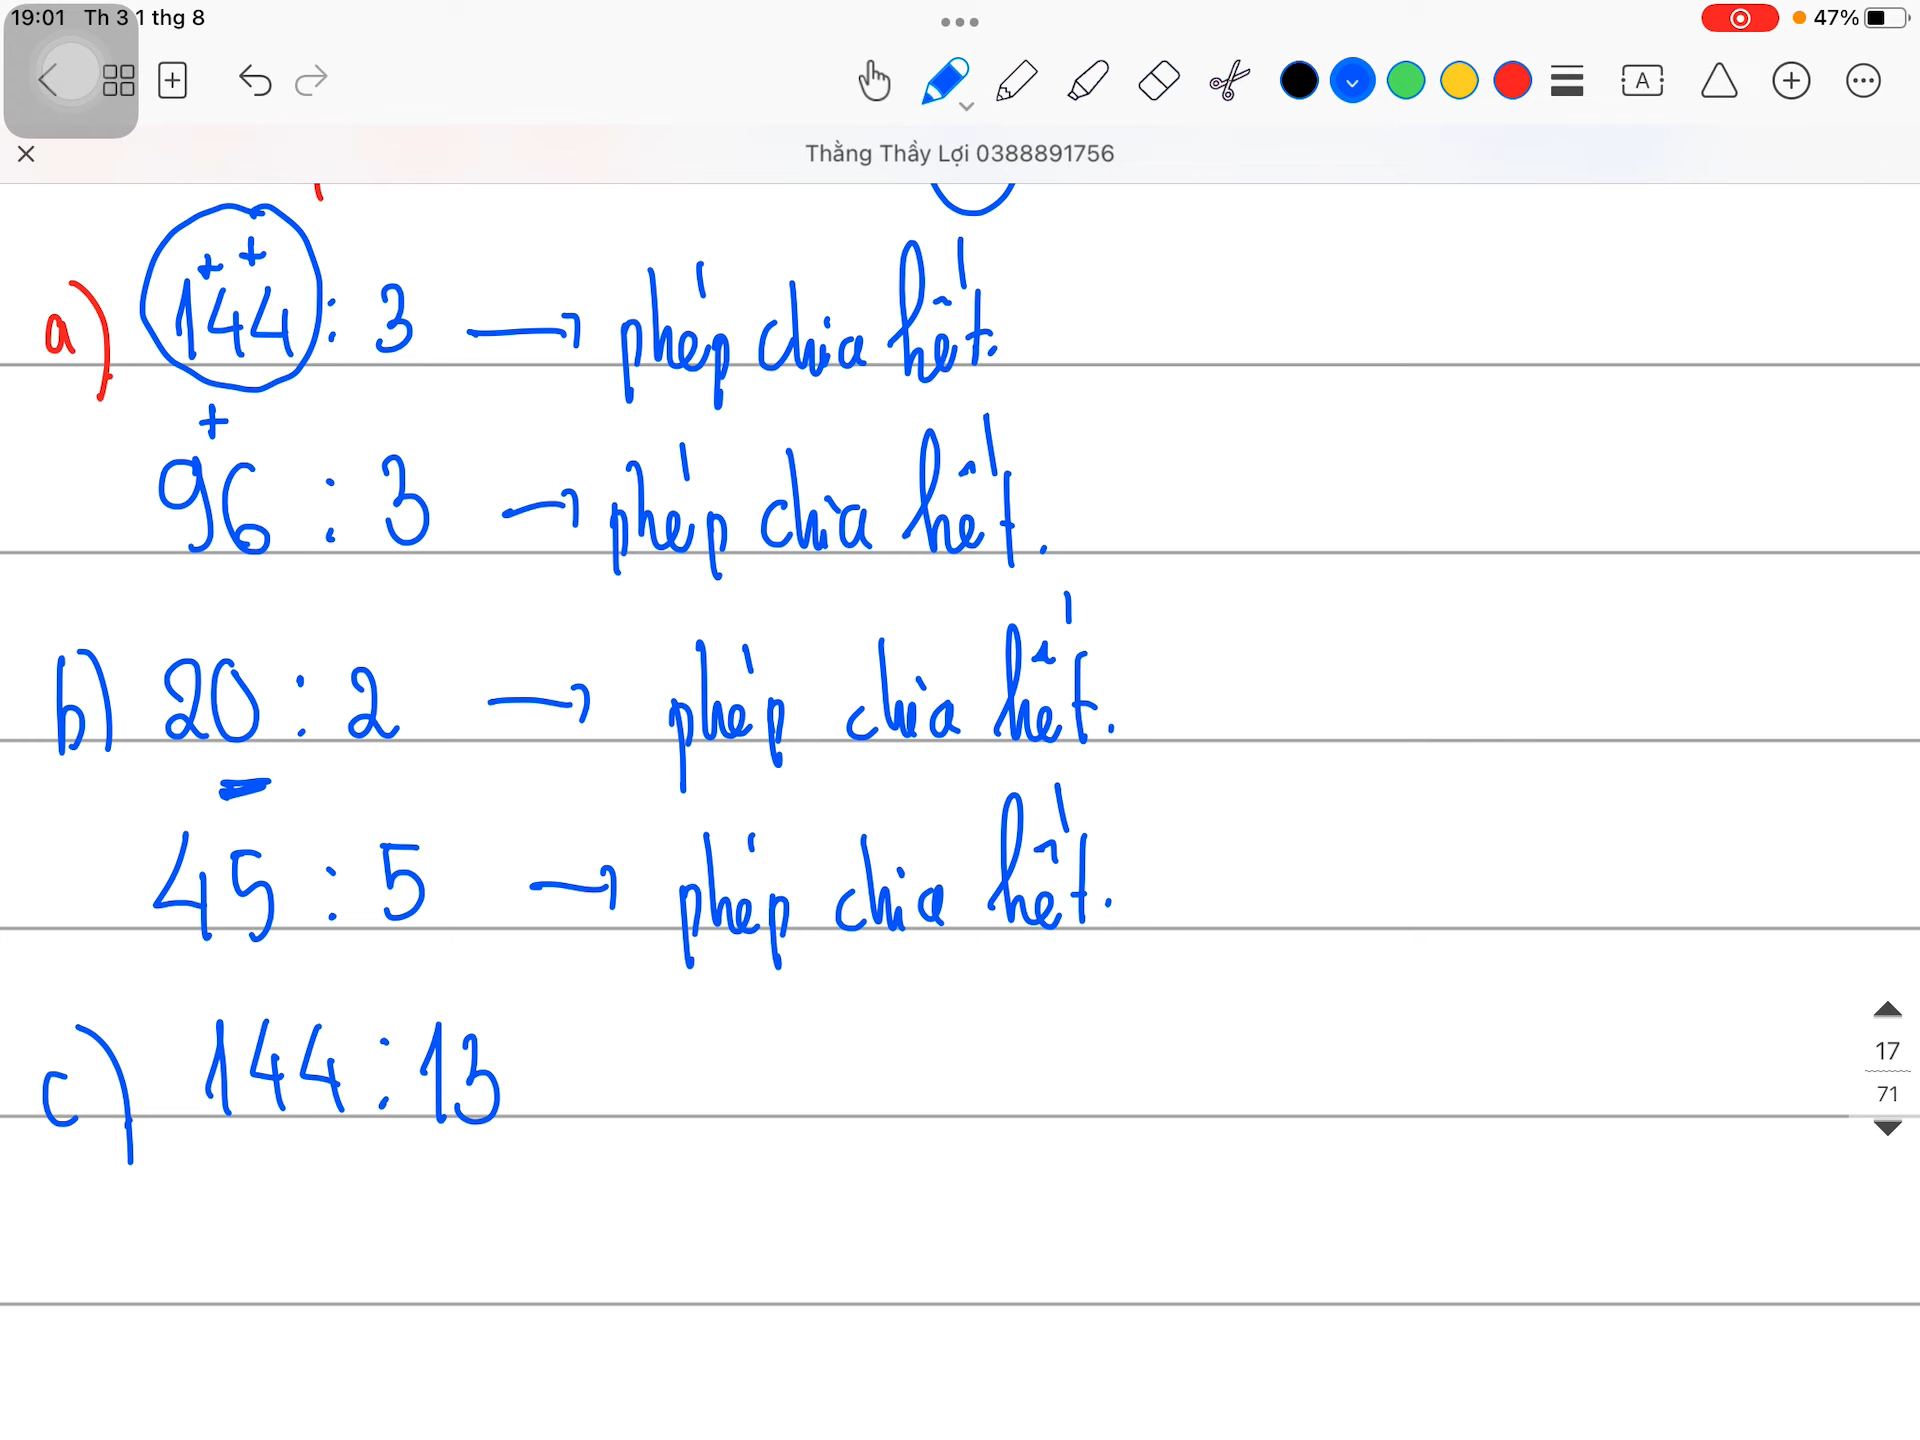 19:01 Th 3 1 thg 8
47%
A
Thằng Thầy Lợi 0388891756
a) 144 : 3 → phép chia hết.
96 : 3 → phép chia hết.
b) 20 : 2 → phép chia hết.
45 : 5 → phép chia hết.
c) 144 : 13
17
71